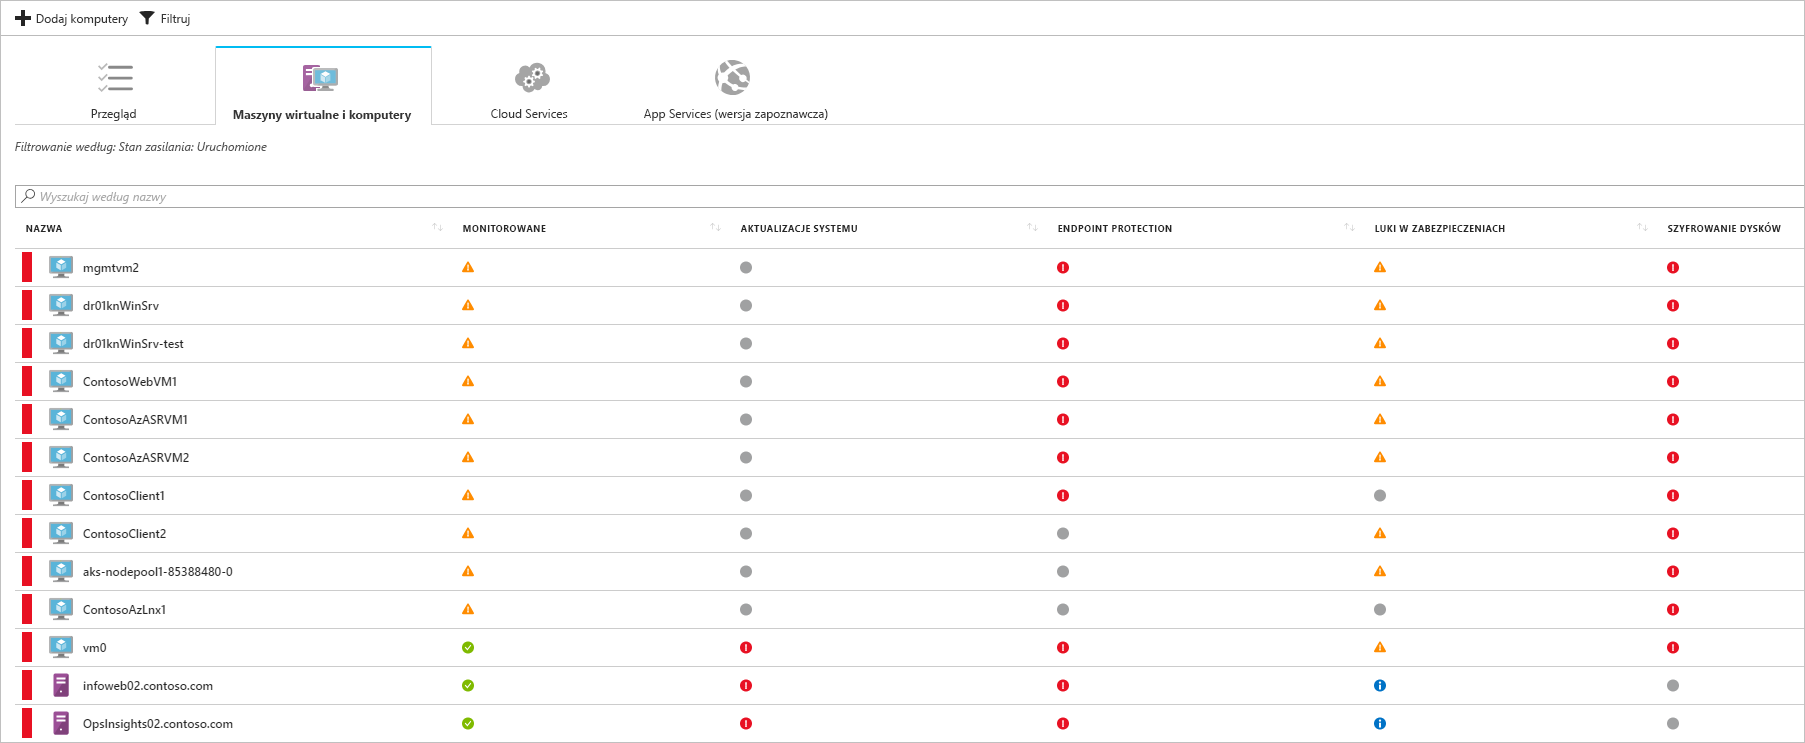 Dodaj komputery Filtruj
Przegląd Maszyny wirtualne i komputery Cloud Services App Services (wersja zapoznawcza)
Filtrowanie według: Stan zasilania: Uruchomione
Wyszukaj według nazwy
NAZWA MONITOROWANE AKTUALIZACJE SYSTEMU ENDPOINT PROTECTION LUKI W ZABEZPIECZENIACH SZYFROWANIE DYSKÓW
mgmtvm2
dr01knWinSrv
dr01knWinSrv-test
ContosoWebVM1
ContosoAzASRVM1
ContosoAzASRVM2
ContosoClient1
ContosoClient2
aks-nodepool1-85388480-0
ContosoAzLnx1
vm0
infoweb02.contoso.com
OpsInsights02.contoso.com